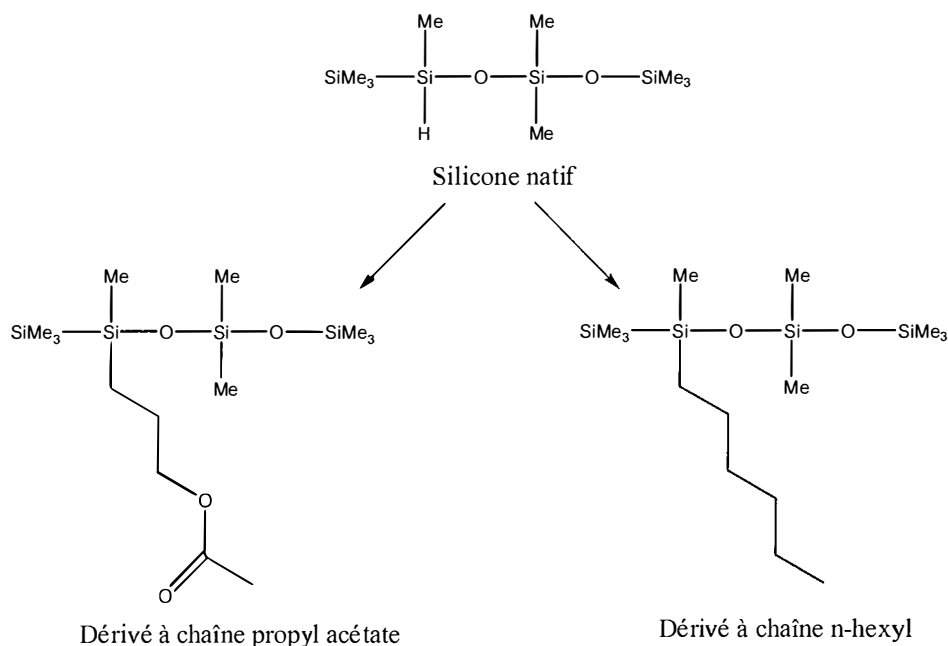 Me Me
SiMe3 Si O Si O SiMe3
H Me
Silicone natif
Me Me Me Me
SiMe3 Si O Si O SiMe3 SiMe3 Si O Si O SiMe3
Me Me
O
O
Dérivé à chaîne propyl acétate Dérivé à chaîne n-hexyl